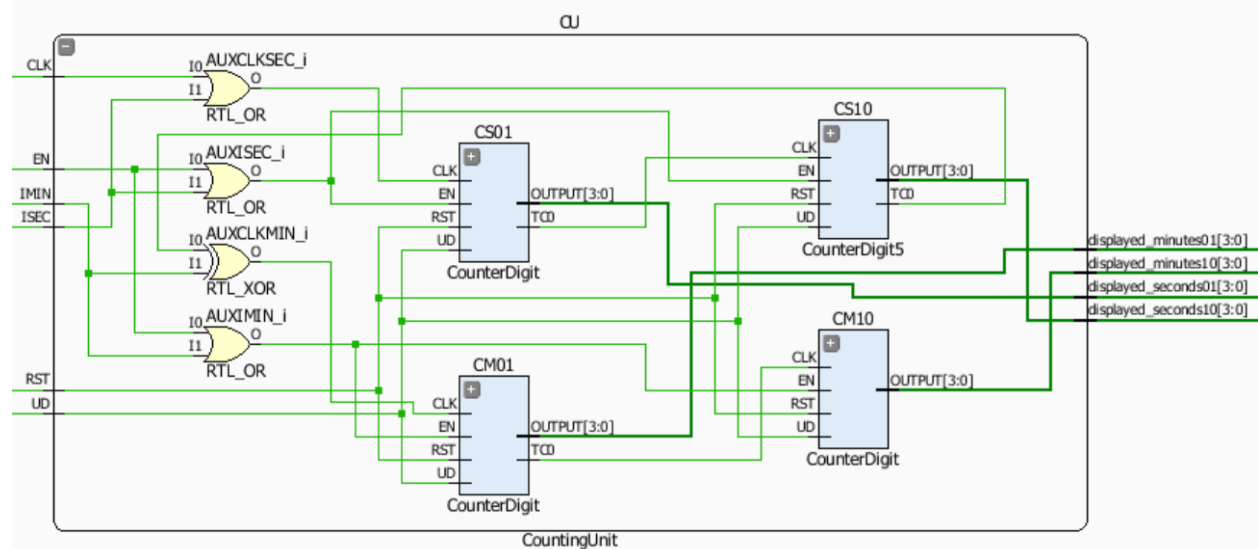 CU
CLK
I0
I1
AUXCLKSEC_i
O
RTL_OR
EN
IMIN
ISEC
I0
I1
AUXISEC_i
O
RTL_OR
I0
I1
AUXCLKMIN_i
O
RTL_XOR
I0
I1
AUXIMIN_i
O
RTL_OR
RST
UD
CS01
CLK
EN
RST
UD
OUTPUT[3:0]
TC0
CounterDigit
CS10
CLK
EN
RST
UD
OUTPUT[3:0]
TC0
CounterDigit5
CM01
CLK
EN
RST
UD
OUTPUT[3:0]
TC0
CounterDigit
CM10
CLK
EN
RST
UD
OUTPUT[3:0]
CounterDigit
displayed_minutes01[3:0]
displayed_minutes10[3:0]
displayed_seconds01[3:0]
displayed_seconds10[3:0]
CountingUnit